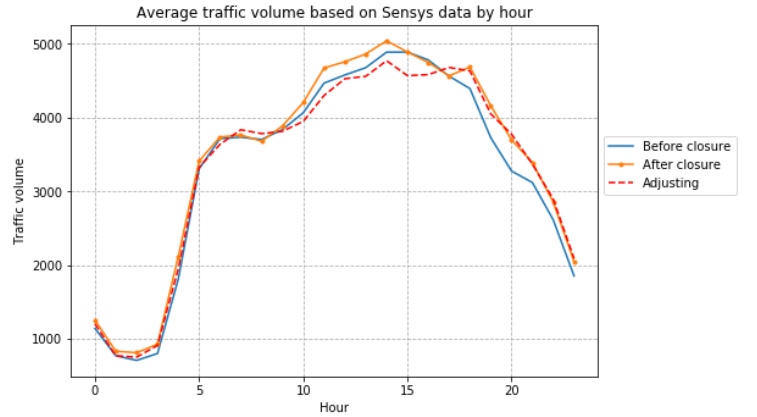 Average traffic volume based on Sensys data by hour
5000
4000
3000
2000
1000
Traffic volume
0 5 10 15 20
Hour
Before closure
After closure
Adjusting